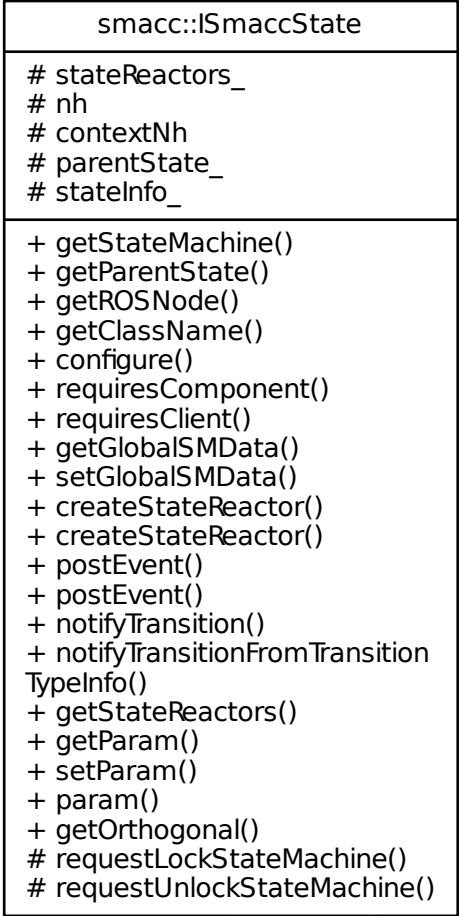 smacc::ISmaccState
# stateReactors_
# nh
# contextNh
# parentState_
# stateInfo_
+ getStateMachine()
+ getParentState()
+ getROSNode()
+ getClassName()
+ configure()
+ requiresComponent()
+ requiresClient()
+ getGlobalSMData()
+ setGlobalSMData()
+ createStateReactor()
+ createStateReactor()
+ postEvent()
+ postEvent()
+ notifyTransition()
+ notifyTransitionFromTransition
TypeInfo()
+ getStateReactors()
+ getParam()
+ setParam()
+ param()
+ getOrthogonal()
# requestLockStateMachine()
# requestUnlockStateMachine()